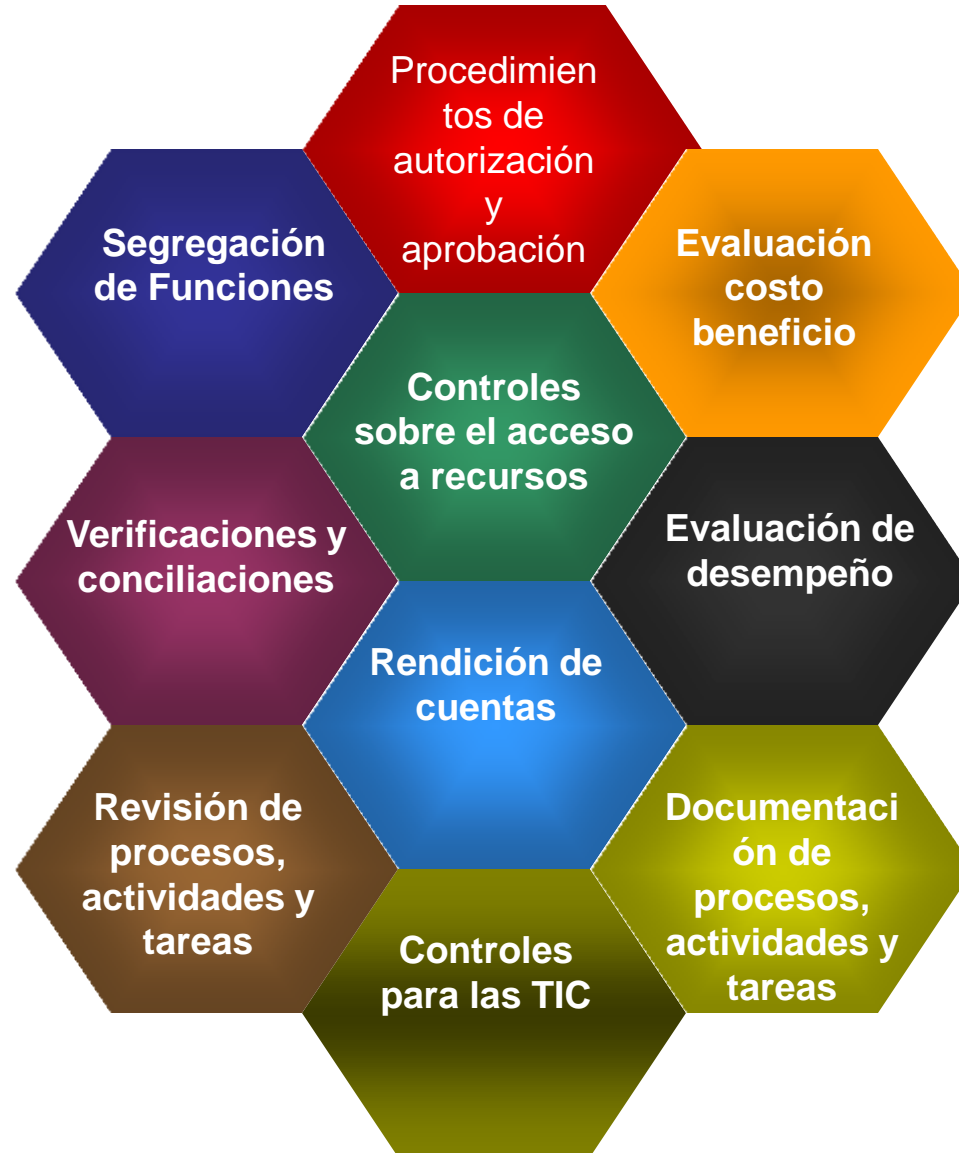 Procedimien
tos de
autorización
y
aprobación
Segregación
de Funciones
Evaluación
costo
beneficio
Controles
sobre el acceso
a recursos
Verificaciones y
conciliaciones
Evaluación de
desempeño
Rendición de
cuentas
Revisión de
procesos,
actividades y
tareas
Documentaci
ón de
procesos,
actividades y
tareas
Controles
para las TIC